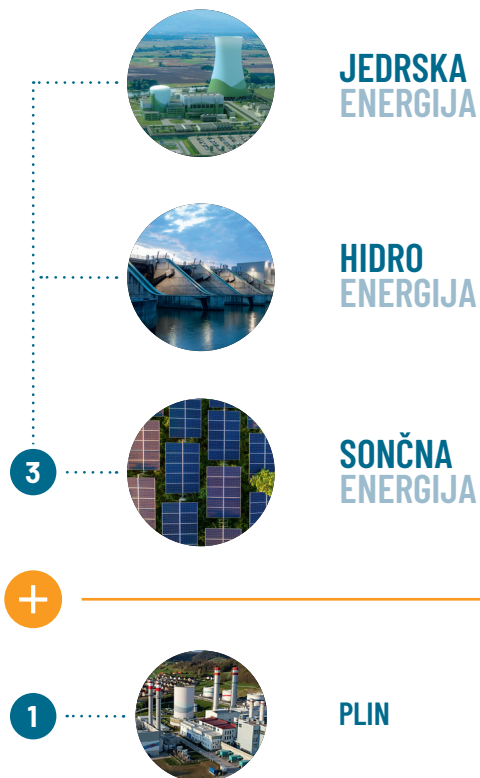 JEDRSKA
ENERGIJA
HIDRO
ENERGIJA
3
SONČNA
ENERGIJA
+
1
PLIN